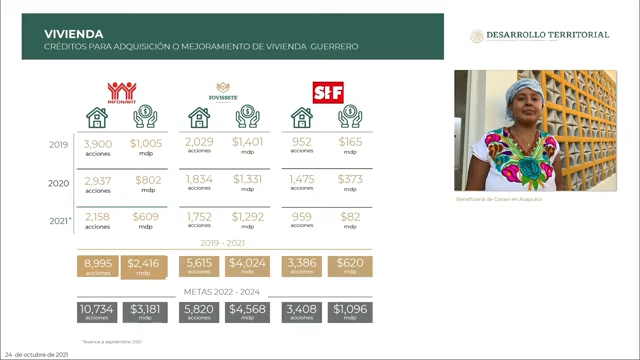 VIVIENDA
CRÉDITOS PARA ADQUISICIÓN O MEJORAMIENTO DE VIVIENDA GUERRERO
DESARROLLO TERRITORIAL
INFONAVIT
FOVISSSTE
SHF
2019
3,900 $1,005 2,029 $1,401 952 $165
acciones mdp acciones mdp acciones mdp
2020
2,937 $802 1,834 $1,331 1,475 $373
acciones mdp acciones mdp acciones mdp
2021*
2,158 $609 1,752 $1,292 959 $82
acciones mdp acciones mdp acciones mdp
2019 - 2021
8,995 $2,416 5,615 $4,024 3,386 $620
acciones mdp acciones mdp acciones mdp
METAS 2022 - 2024
10,734 $3,181 5,820 $4,568 3,408 $1,096
acciones mdp acciones mdp acciones mdp
Beneficiaria de Conavi en Acapulco
*Avance a septiembre 2021
24 de octubre de 2021